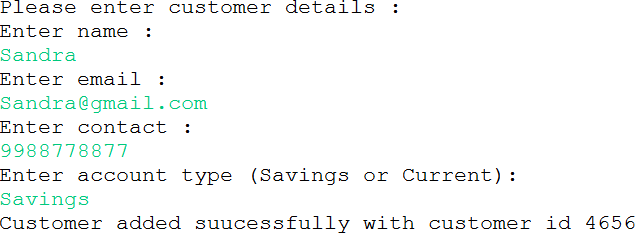 Please enter customer details :
Enter name :
Sandra
Enter email :
Sandra@gmail.com
Enter contact :
9988778877
Enter account type (Savings or Current):
Savings
Customer added suucessfully with customer id 4656